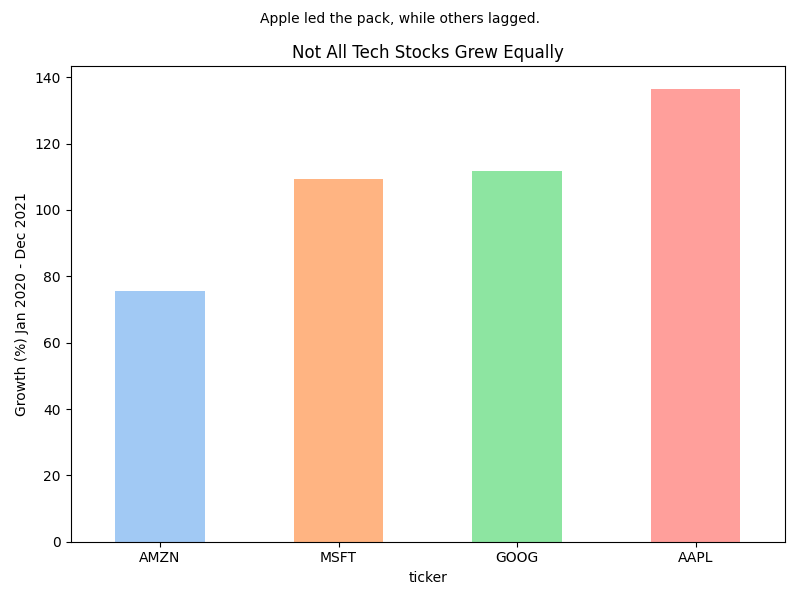 Apple led the pack, while others lagged.
Not All Tech Stocks Grew Equally
Growth (%) Jan 2020 - Dec 2021
140
120
100
80
60
40
20
0
AMZN MSFT GOOG AAPL
ticker